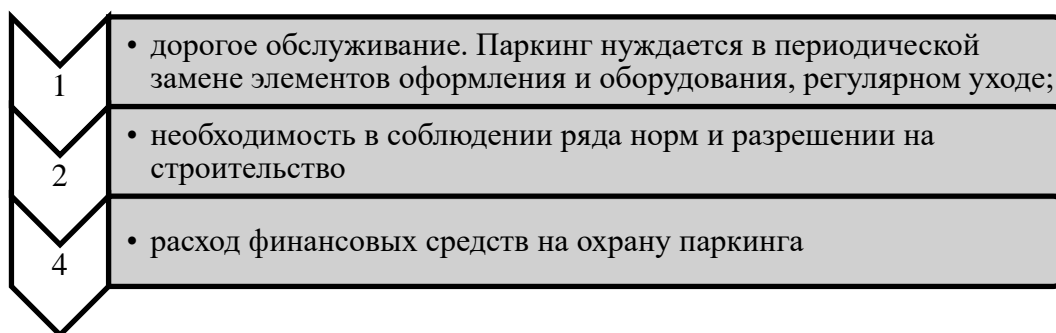 1
• дорогое обслуживание. Паркинг нуждается в периодической
замене элементов оформления и оборудования, регулярном уходе;
2
• необходимость в соблюдении ряда норм и разрешении на
строительство
4
• расход финансовых средств на охрану паркинга